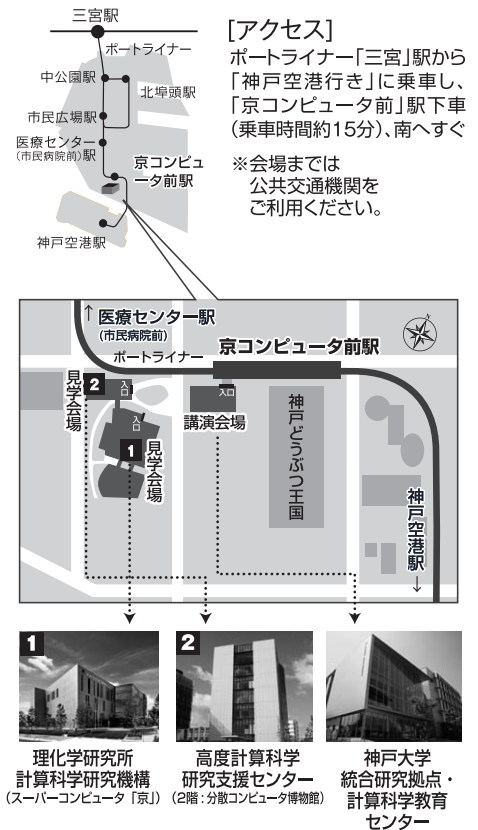 三宮駅
ポートライナー
中公園駅
北埠頭駅
市民広場駅
医療センター
(市民病院前)駅
京コンピュ
ータ前駅
神戸空港駅
[アクセス]
ポートライナー「三宮」駅から
「神戸空港行き」に乗車し、
「京コンピュータ前」駅下車
(乗車時間約15分)、南へすぐ
※会場までは
公共交通機関を
ご利用ください。
↑医療センター駅
(市民病院前)
ポートライナー
京コンピュータ前駅
N
見学会場
2
入口
入口
1
見学会場
入口
講演会場
神戸どうぶつ王国
神戸空港駅→
1
理化学研究所
計算科学研究機構
(スーパーコンピュータ「京」)
2
高度計算科学
研究支援センター
(2階:分散コンピュータ博物館)
神戸大学
統合研究拠点・
計算科学教育
センター